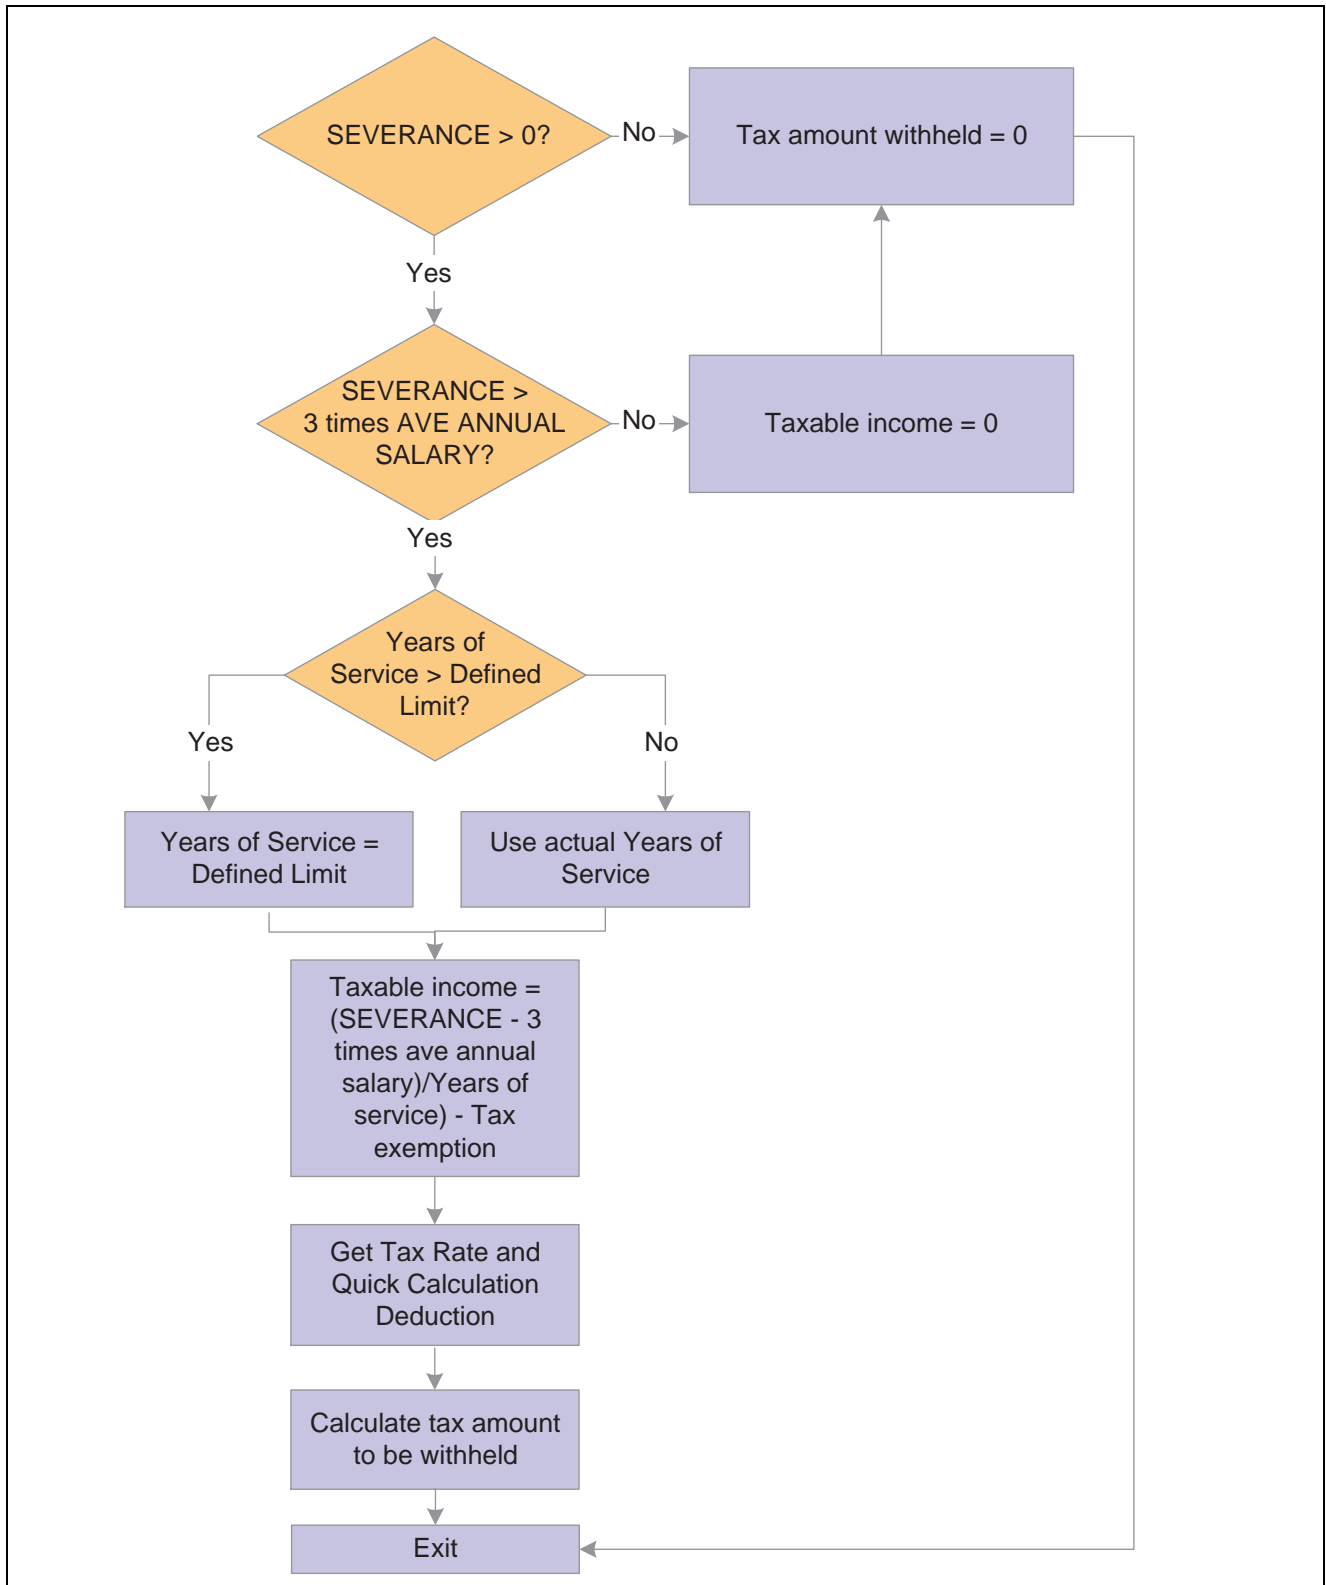 SEVERANCE > 0?
No
Tax amount withheld = 0
Yes
SEVERANCE >
3 times AVE ANNUAL
SALARY?
No
Taxable income = 0
Yes
Years of
Service > Defined
Limit?
Yes
No
Years of Service =
Defined Limit
Use actual Years of
Service
Taxable income =
(SEVERANCE - 3
times ave annual
salary)/Years of
service) - Tax
exemption
Get Tax Rate and
Quick Calculation
Deduction
Calculate tax amount
to be withheld
Exit